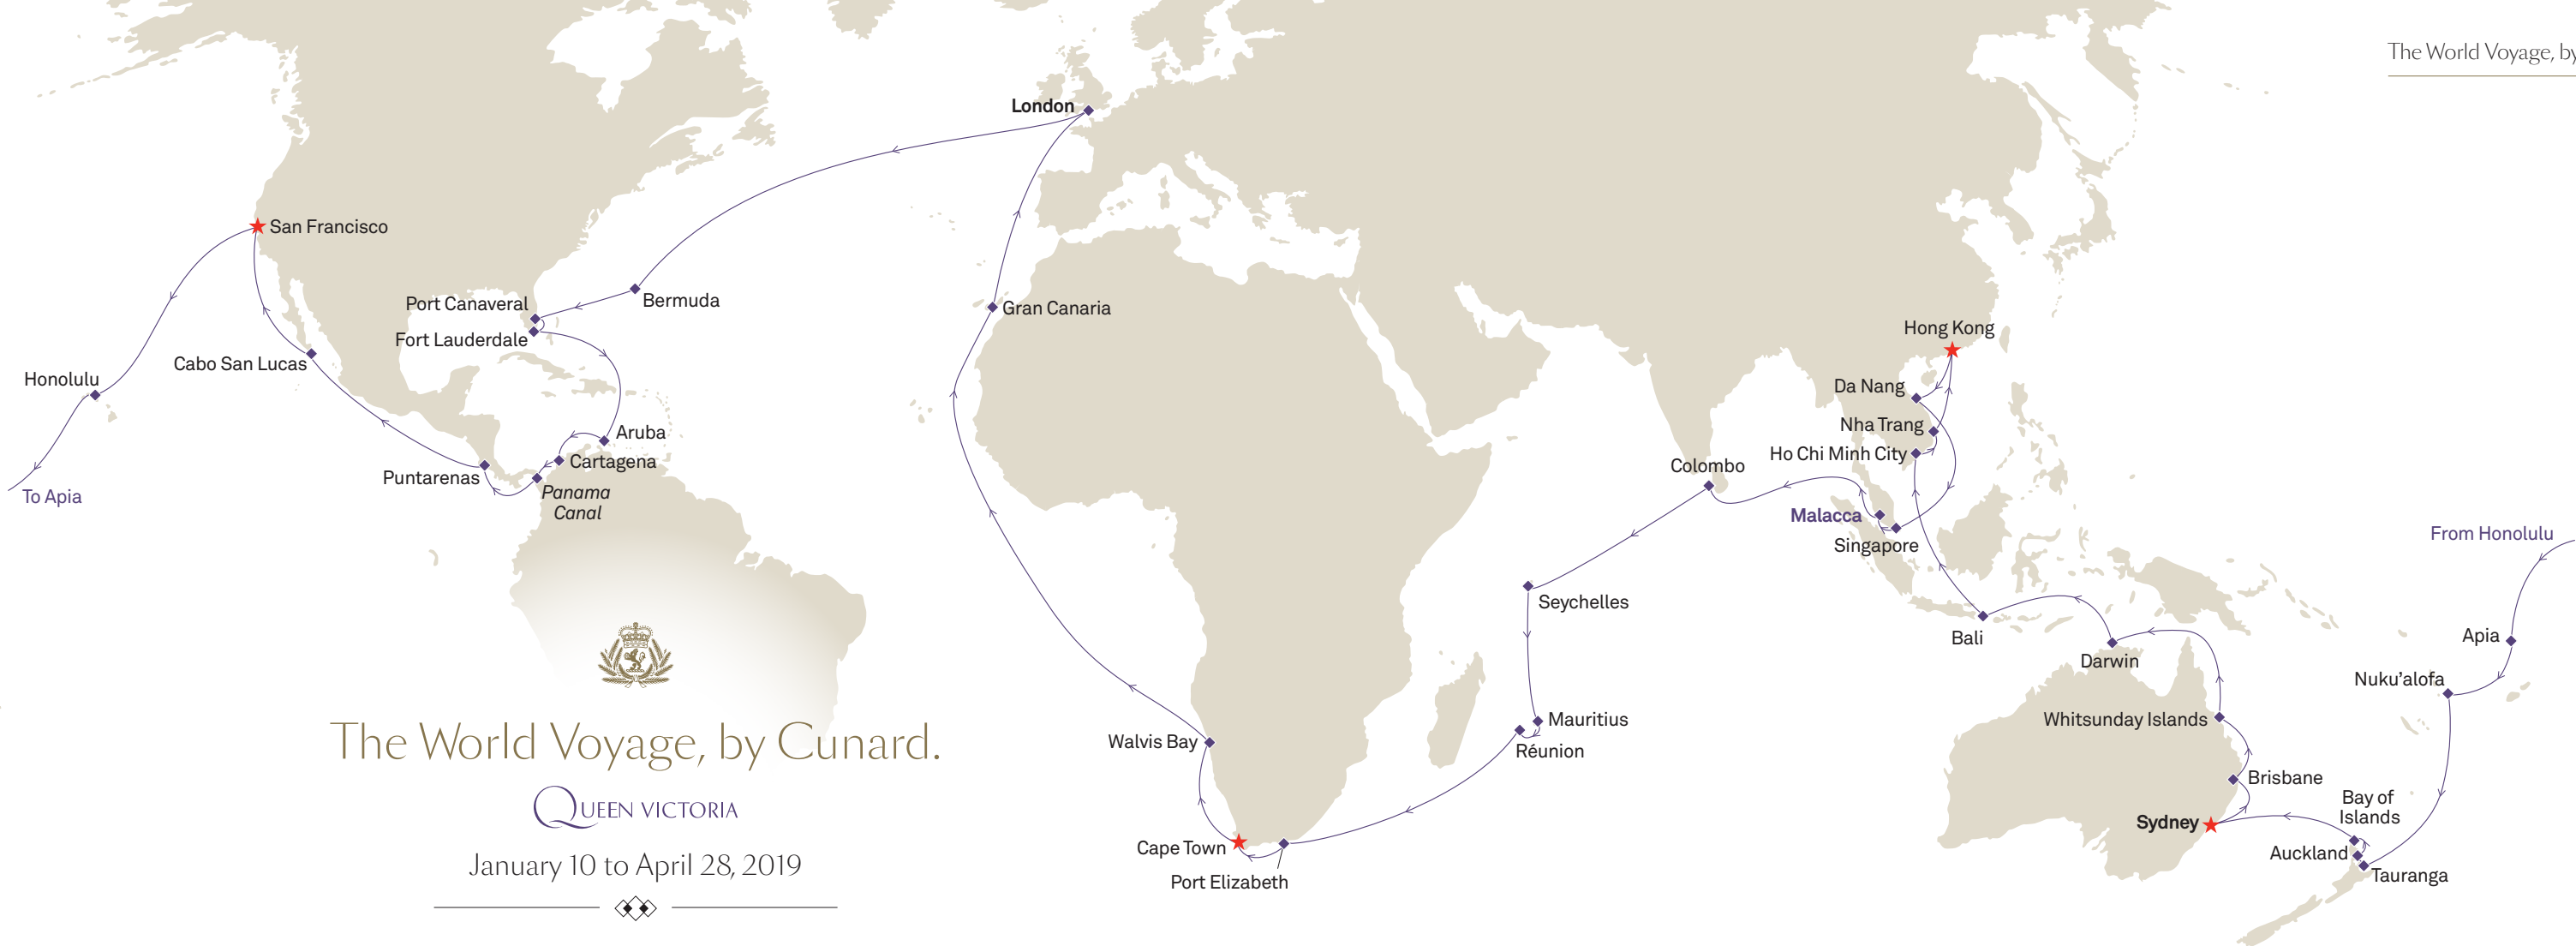 The World Voyage, by
London
San Francisco
Port Canaveral
Bermuda
Gran Canaria
Fort Lauderdale
Hong Kong
Cabo San Lucas
Honolulu
Da Nang
Nha Trang
Aruba
Ho Chi Minh City
Cartagena
Colombo
Puntarenas
To Apia
Panama
Canal
Malacca
Singapore
From Honolulu
Seychelles
Bali
Apia
Darwin
Nuku’alofa
Mauritius
Whitsunday Islands
Walvis Bay
Réunion
The World Voyage, by Cunard.
Brisbane
Bay of
Islands
QUEEN VICTORIA
Sydney
Cape Town
Auckland
January 10 to April 28, 2019
Tauranga
Port Elizabeth